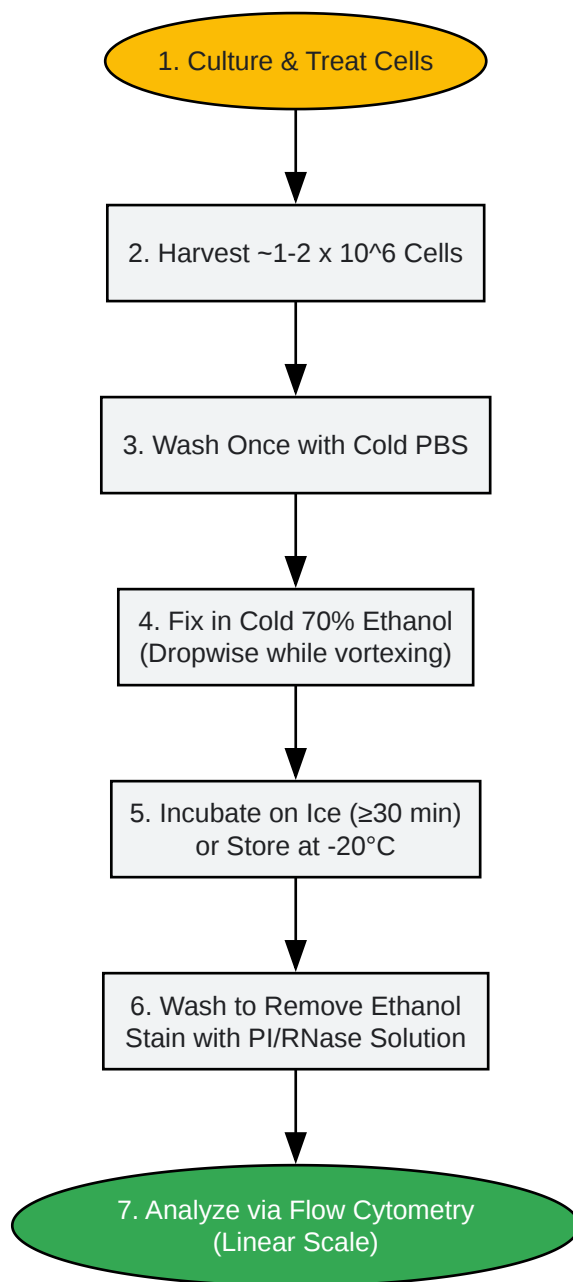 1. Culture & Treat Cells
2. Harvest ~1-2 x 10^6 Cells
3. Wash Once with Cold PBS
4. Fix in Cold 70% Ethanol
(Dropwise while vortexing)
5. Incubate on Ice (≥30 min)
or Store at -20°C
6. Wash to Remove Ethanol
Stain with PI/RNase Solution
7. Analyze via Flow Cytometry
(Linear Scale)